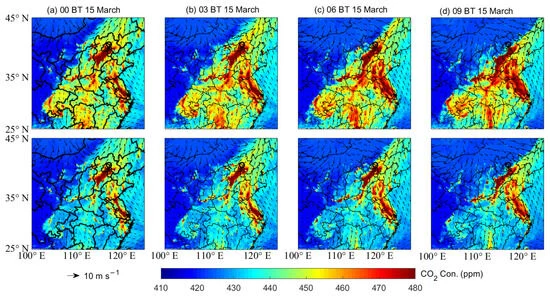 (a) 00 BT 15 March (b) 03 BT 15 March (c) 06 BT 15 March (d) 09 BT 15 March
45° N
35° N
25° N
45° N
35° N
25° N
100° E 110° E 120° E 100° E 110° E 120° E 100° E 110° E 120° E 100° E 110° E 120° E
10 m s⁻¹ CO₂ Con. (ppm)
410 420 430 440 450 460 470 480